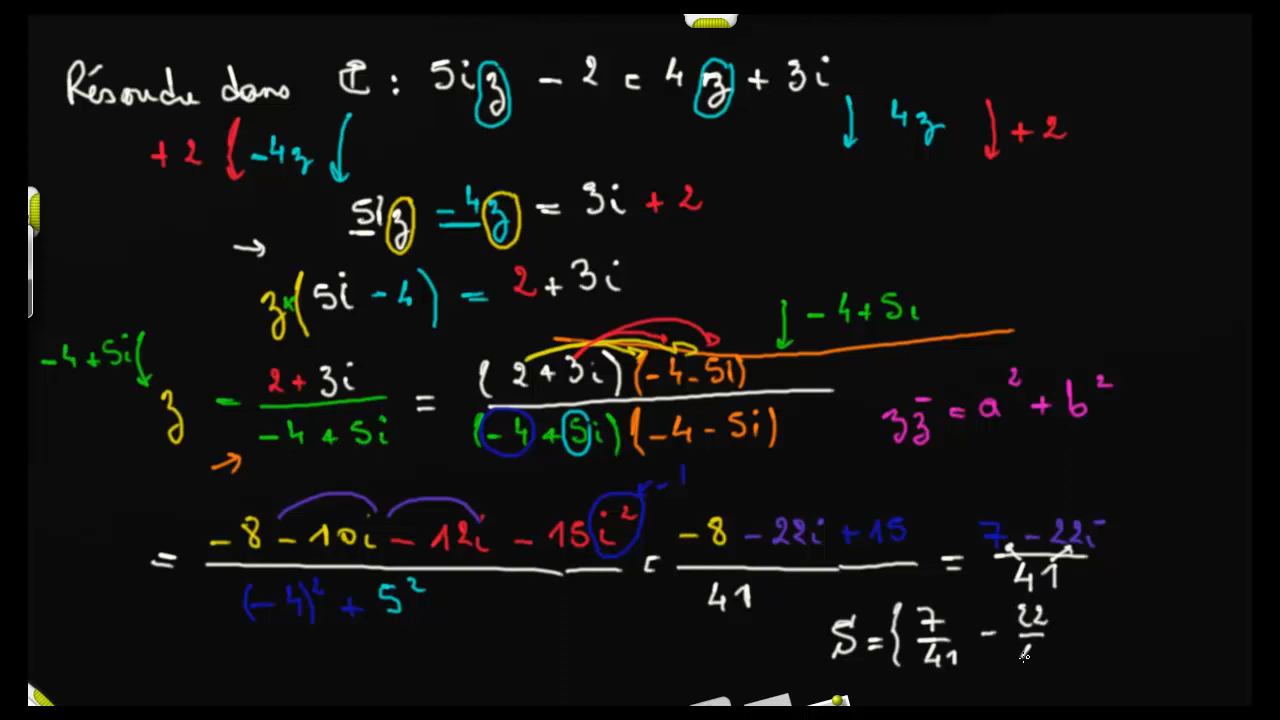 Résoudre dans ℂ : 5iz - 2 = 4z + 3i
+2 -4z 4z +2
5iz - 4z = 3i + 2
→
z×(5i - 4) = 2 + 3i
-4+5i ↓ -4+5i
z = (2 + 3i)/(-4 + 5i) = ((2 + 3i)(-4 - 5i))/((-4 + 5i)(-4 - 5i)) zz̄ = a² + b²
→
= (-8 - 10i - 12i - 15i²)/((-4)² + 5²) = (-8 - 22i + 15)/41 = (7 - 22i)/41
← -1
S = { 7/41 - 22/